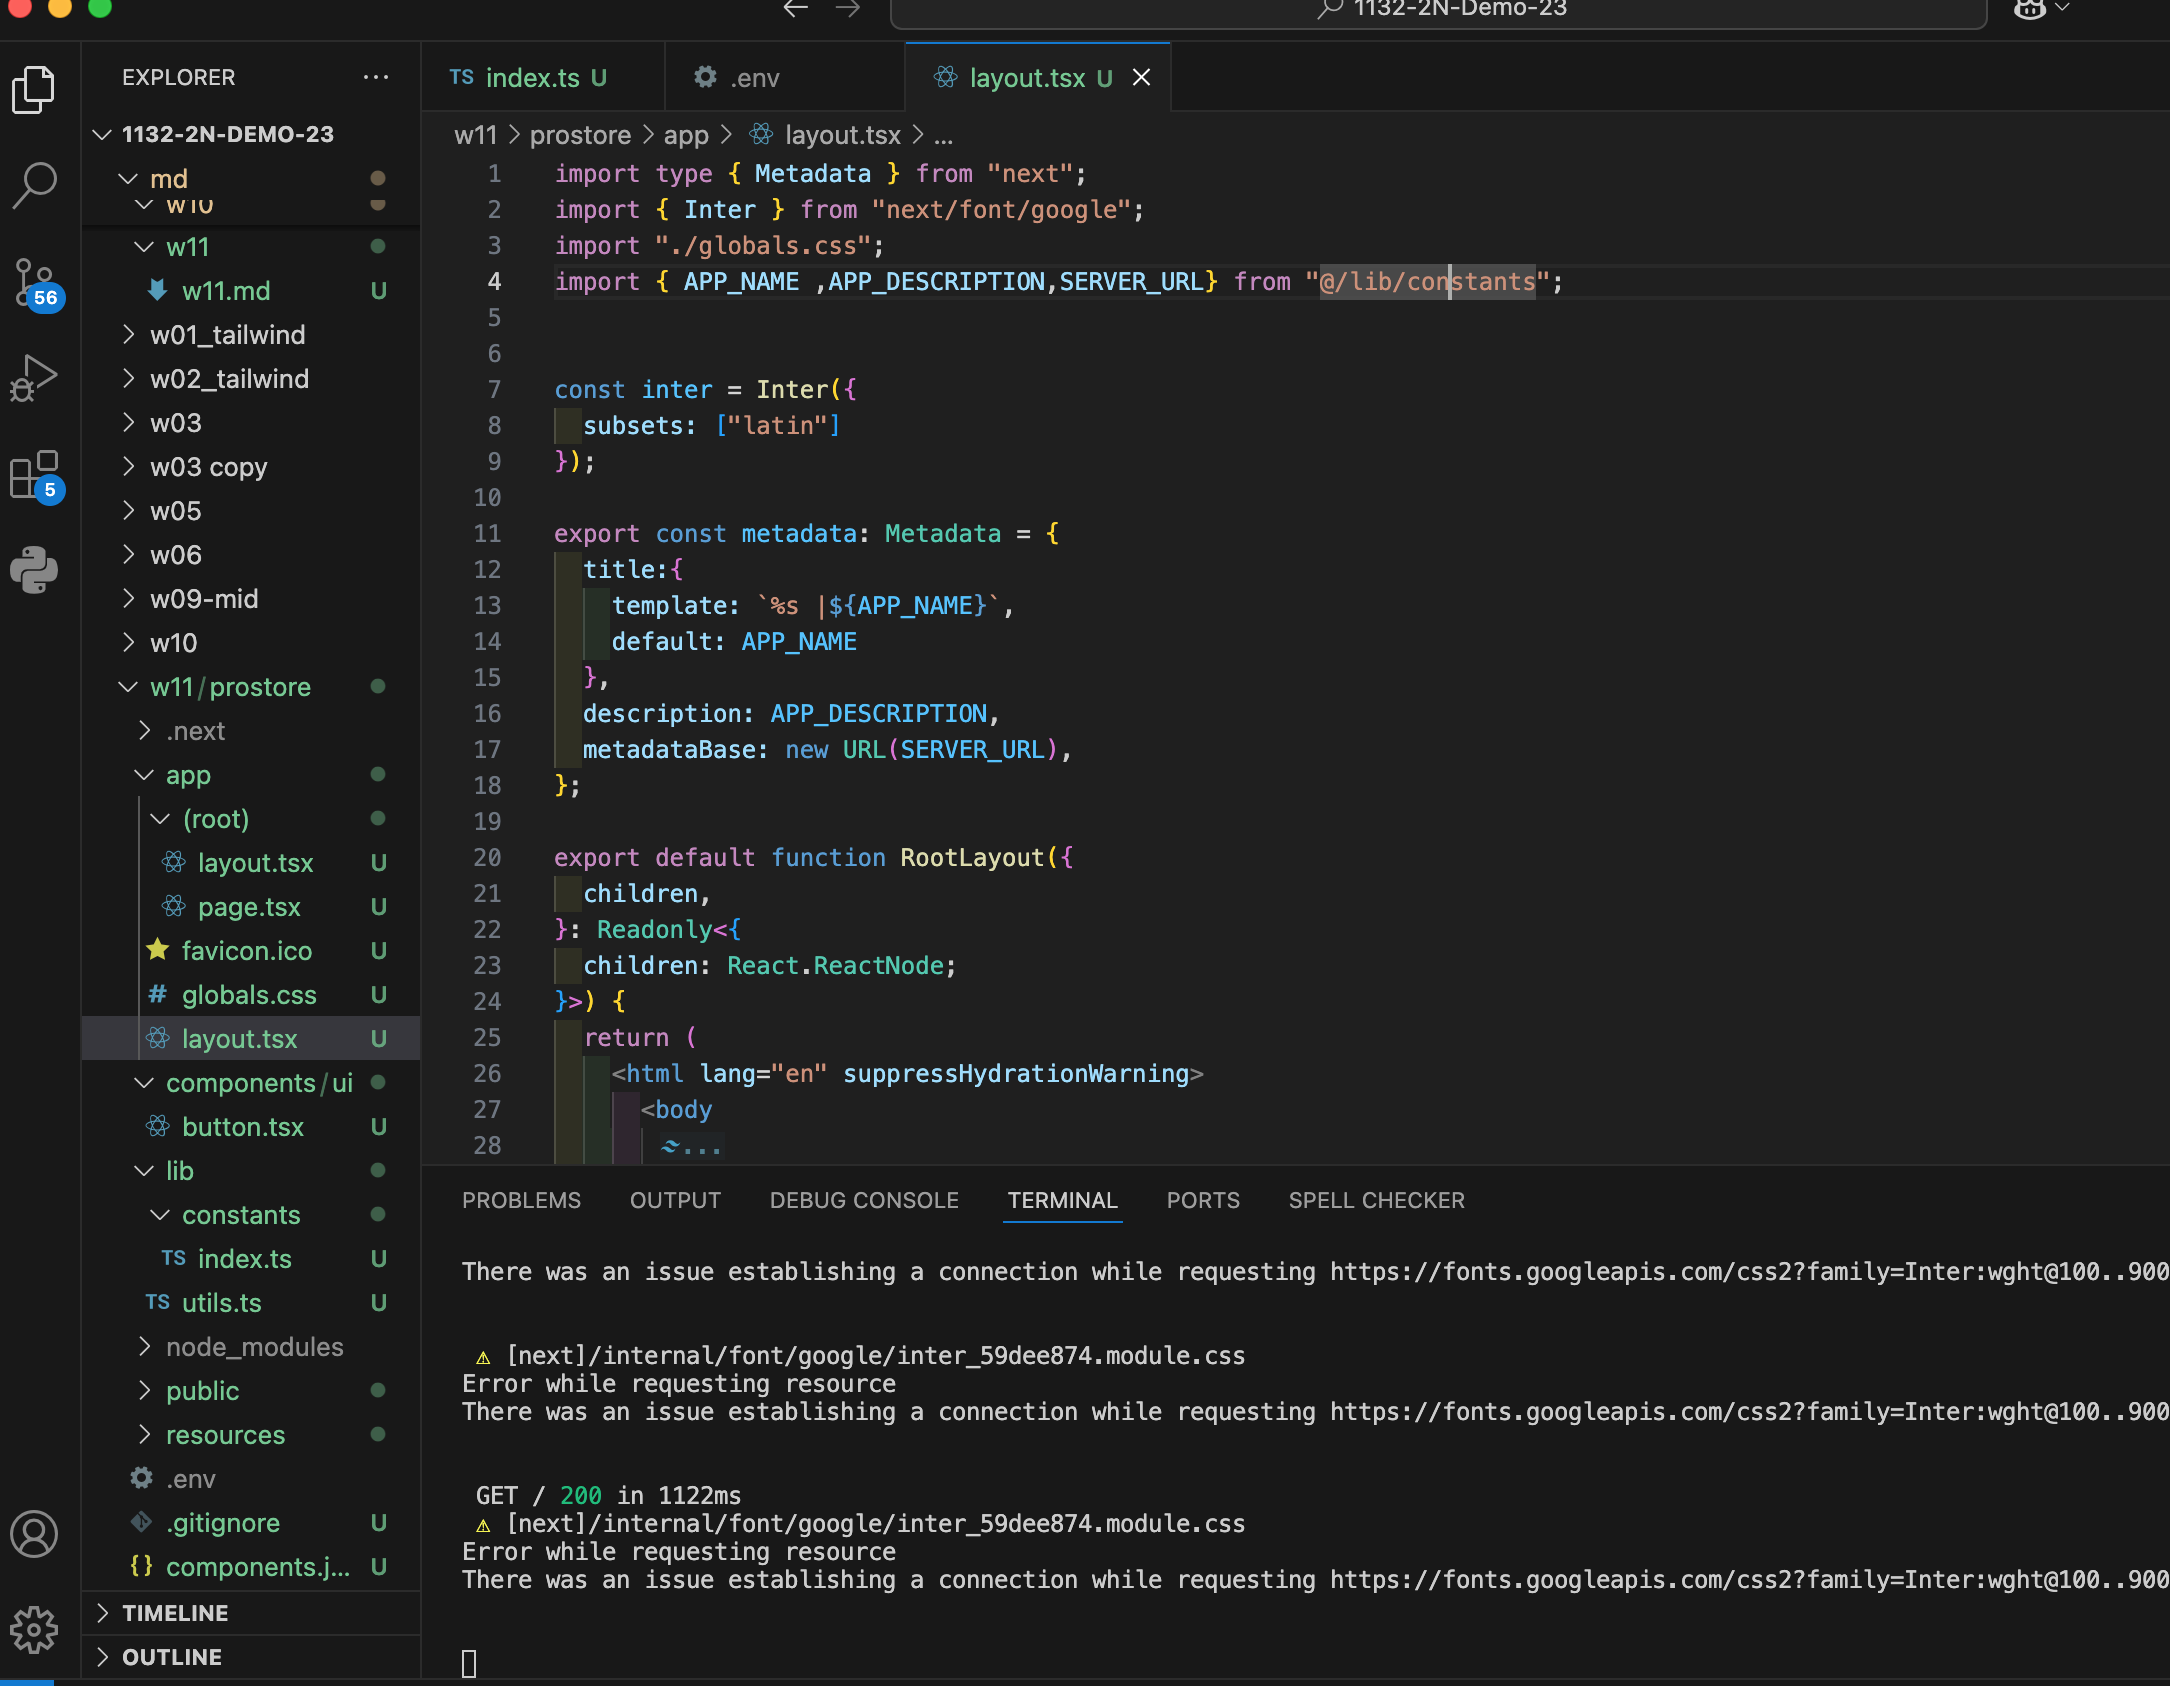 1132-2N-Demo-23
EXPLORER ...
1132-2N-DEMO-23
md
w10
w11
w11.md U
w01_tailwind
w02_tailwind
w03
w03 copy
w05
w06
w09-mid
w10
w11/prostore
.next
app
(root)
layout.tsx U
page.tsx U
favicon.ico U
# globals.css U
layout.tsx U
components/ui
button.tsx U
lib
constants
TS index.ts U
TS utils.ts U
node_modules
public
resources
.env
.gitignore U
{} components.j... U
TIMELINE
OUTLINE
56
5
TS index.ts U
.env
layout.tsx U
w11 > prostore > app > layout.tsx > ...
1 import type { Metadata } from "next";
2 import { Inter } from "next/font/google";
3 import "./globals.css";
4 import { APP_NAME ,APP_DESCRIPTION,SERVER_URL} from "@/lib/constants";
5
6
7 const inter = Inter({
8 subsets: ["latin"]
9 });
10
11 export const metadata: Metadata = {
12 title:{
13 template: `%s |${APP_NAME}`,
14 default: APP_NAME
15 },
16 description: APP_DESCRIPTION,
17 metadataBase: new URL(SERVER_URL),
18 };
19
20 export default function RootLayout({
21 children,
22 }: Readonly<{
23 children: React.ReactNode;
24 }>) {
25 return (
26 <html lang="en" suppressHydrationWarning>
27 <body
28 ...
PROBLEMS OUTPUT DEBUG CONSOLE TERMINAL PORTS SPELL CHECKER
There was an issue establishing a connection while requesting https://fonts.googleapis.com/css2?family=Inter:wght@100..900
⚠ [next]/internal/font/google/inter_59dee874.module.css
Error while requesting resource
There was an issue establishing a connection while requesting https://fonts.googleapis.com/css2?family=Inter:wght@100..900
GET / 200 in 1122ms
⚠ [next]/internal/font/google/inter_59dee874.module.css
Error while requesting resource
There was an issue establishing a connection while requesting https://fonts.googleapis.com/css2?family=Inter:wght@100..900